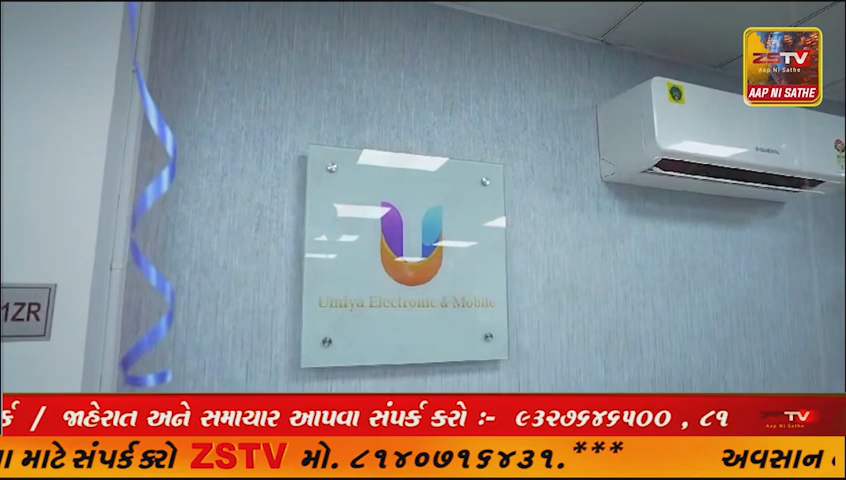 ZSTV
Aap Ni Sathe
AAP NI SATHE
Umiya Electronic & Mobile
1ZR
ર્ક / જાહેરાત અને સમાચાર આપવા સંપર્ક કરો :- ૯૩૨૭૬૪૬૫૦૦ , ૮૧
TV
Aap Ni Sathe
ા માટે સંપર્ક કરો ZSTV મો. ૮૧૪૦૭૧૬૪૩૧.*** અવસાન ન